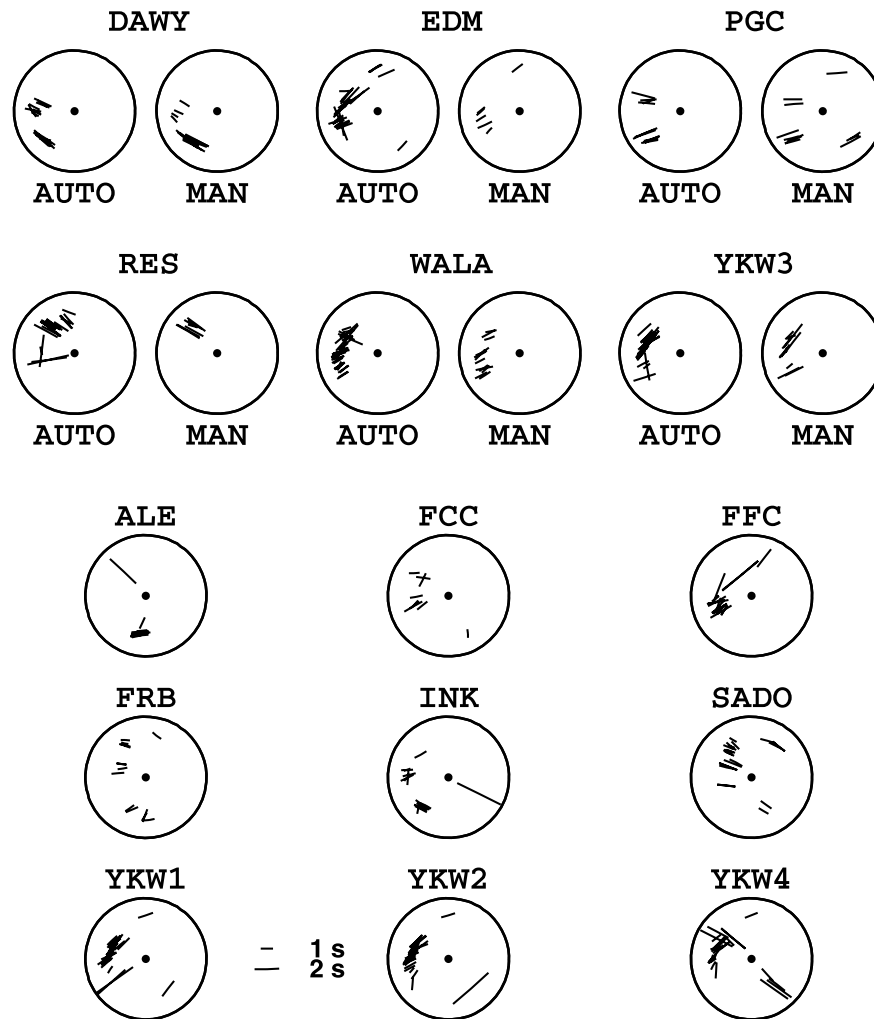 DAWY EDM PGC
AUTO MAN AUTO MAN AUTO MAN
RES WALA YKW3
AUTO MAN AUTO MAN AUTO MAN
ALE FCC FFC
FRB INK SADO
YKW1 YKW2 YKW4
1 s
2 s